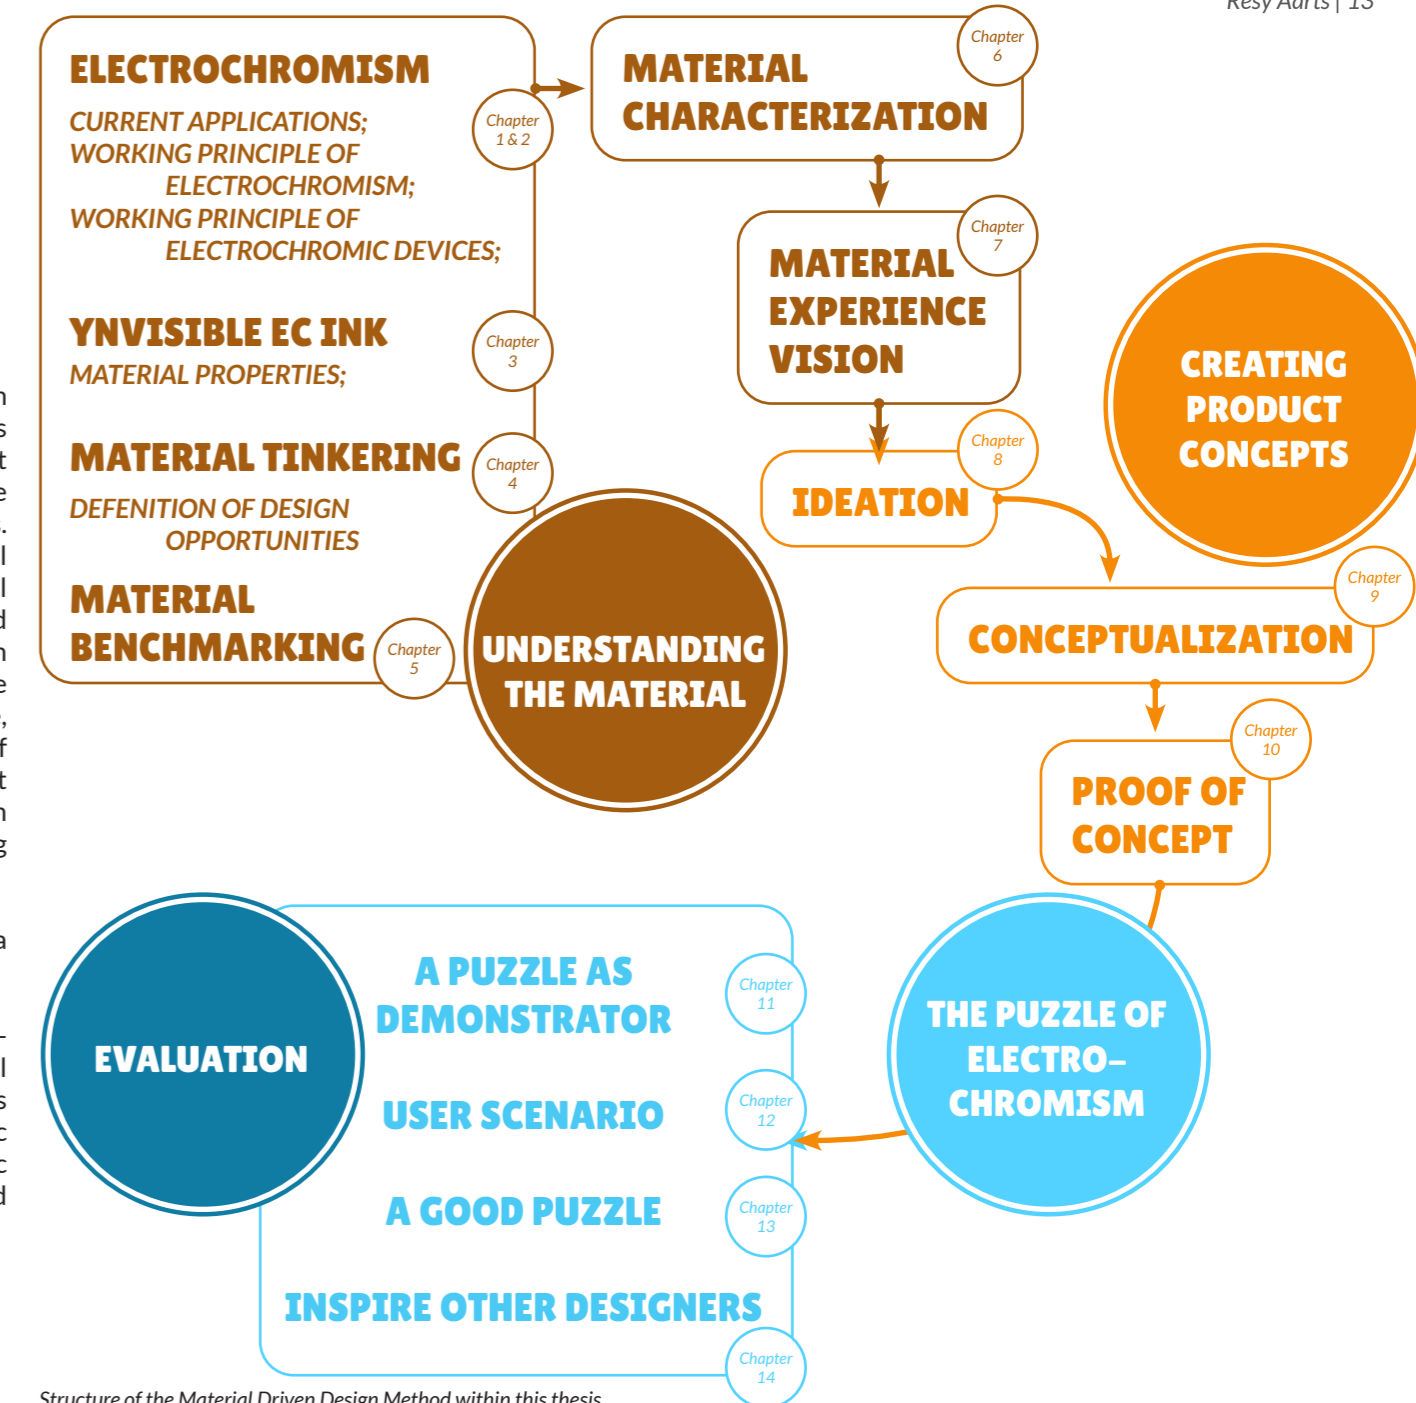 Resy Aarts | 13
ELECTROCHROMISM
CURRENT APPLICATIONS;
WORKING PRINCIPLE OF
ELECTROCHROMISM;
WORKING PRINCIPLE OF
ELECTROCHROMIC DEVICES;
Chapter
1 & 2
YNVISIBLE EC INK
MATERIAL PROPERTIES;
Chapter
3
MATERIAL TINKERING
DEFENITION OF DESIGN
OPPORTUNITIES
Chapter
4
MATERIAL
BENCHMARKING
Chapter
5
UNDERSTANDING
THE MATERIAL
MATERIAL
CHARACTERIZATION
Chapter
6
MATERIAL
EXPERIENCE
VISION
Chapter
7
IDEATION
Chapter
8
CREATING
PRODUCT
CONCEPTS
CONCEPTUALIZATION
Chapter
9
PROOF OF
CONCEPT
Chapter
10
THE PUZZLE OF
ELECTRO-
CHROMISM
EVALUATION
A PUZZLE AS
DEMONSTRATOR
Chapter
11
USER SCENARIO
Chapter
12
A GOOD PUZZLE
Chapter
13
INSPIRE OTHER DESIGNERS
Chapter
14
Structure of the Material Driven Design Method within this thesis